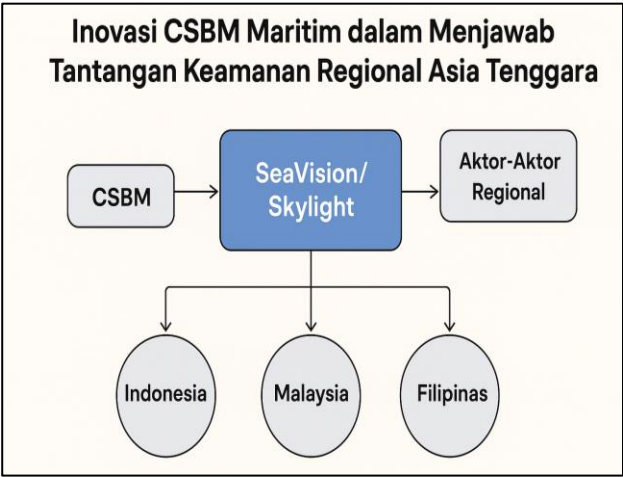 Inovasi CSBM Maritim dalam Menjawab
Tantangan Keamanan Regional Asia Tenggara
CSBM
SeaVision/
Skylight
Aktor-Aktor
Regional
Indonesia
Malaysia
Filipinas